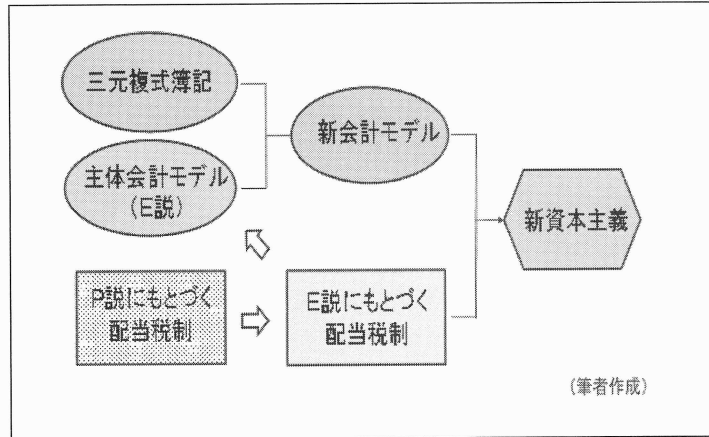 三元複式簿記
新会計モデル
主体会計モデル
(E説)
新資本主義
P説にもとづく
配当税制
E説にもとづく
配当税制
(筆者作成)